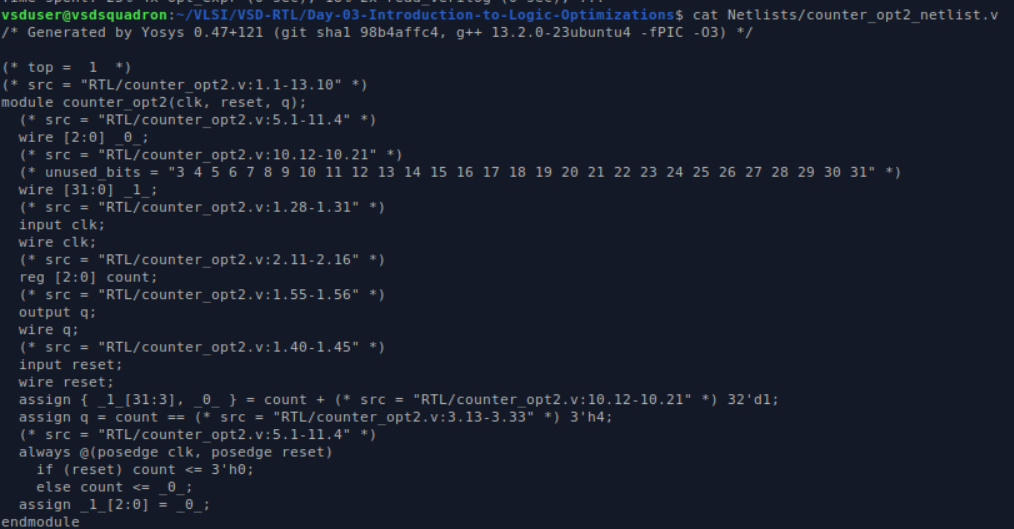 vsduser@vsdsquadron:~/VLSI/VSD-RTL/Day-03-Introduction-to-Logic-Optimizations$ cat Netlists/counter_opt2_netlist.v
/* Generated by Yosys 0.47+121 (git sha1 98b4affc4, g++ 13.2.0-23ubuntu4 -fPIC -O3) */

(* top =  1  *)
(* src = "RTL/counter_opt2.v:1.1-13.10" *)
module counter_opt2(clk, reset, q);
  (* src = "RTL/counter_opt2.v:5.1-11.4" *)
  wire [2:0] _0_;
  (* src = "RTL/counter_opt2.v:10.12-10.21" *)
  (* unused_bits = "3 4 5 6 7 8 9 10 11 12 13 14 15 16 17 18 19 20 21 22 23 24 25 26 27 28 29 30 31" *)
  wire [31:0] _1_;
  (* src = "RTL/counter_opt2.v:1.28-1.31" *)
  input clk;
  wire clk;
  (* src = "RTL/counter_opt2.v:2.11-2.16" *)
  reg [2:0] count;
  (* src = "RTL/counter_opt2.v:1.55-1.56" *)
  output q;
  wire q;
  (* src = "RTL/counter_opt2.v:1.40-1.45" *)
  input reset;
  wire reset;
  assign { _1_[31:3], _0_ } = count + (* src = "RTL/counter_opt2.v:10.12-10.21" *) 32'd1;
  assign q = count == (* src = "RTL/counter_opt2.v:3.13-3.33" *) 3'h4;
  (* src = "RTL/counter_opt2.v:5.1-11.4" *)
  always @(posedge clk, posedge reset)
    if (reset) count <= 3'h0;
    else count <= _0_;
  assign _1_[2:0] = _0_;
endmodule